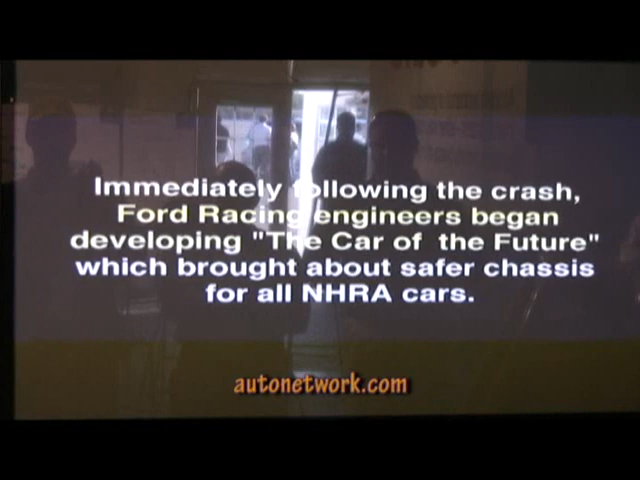 Immediately following the crash,
Ford Racing engineers began
developing "The Car of the Future"
which brought about safer chassis
for all NHRA cars.
autonetwork.com